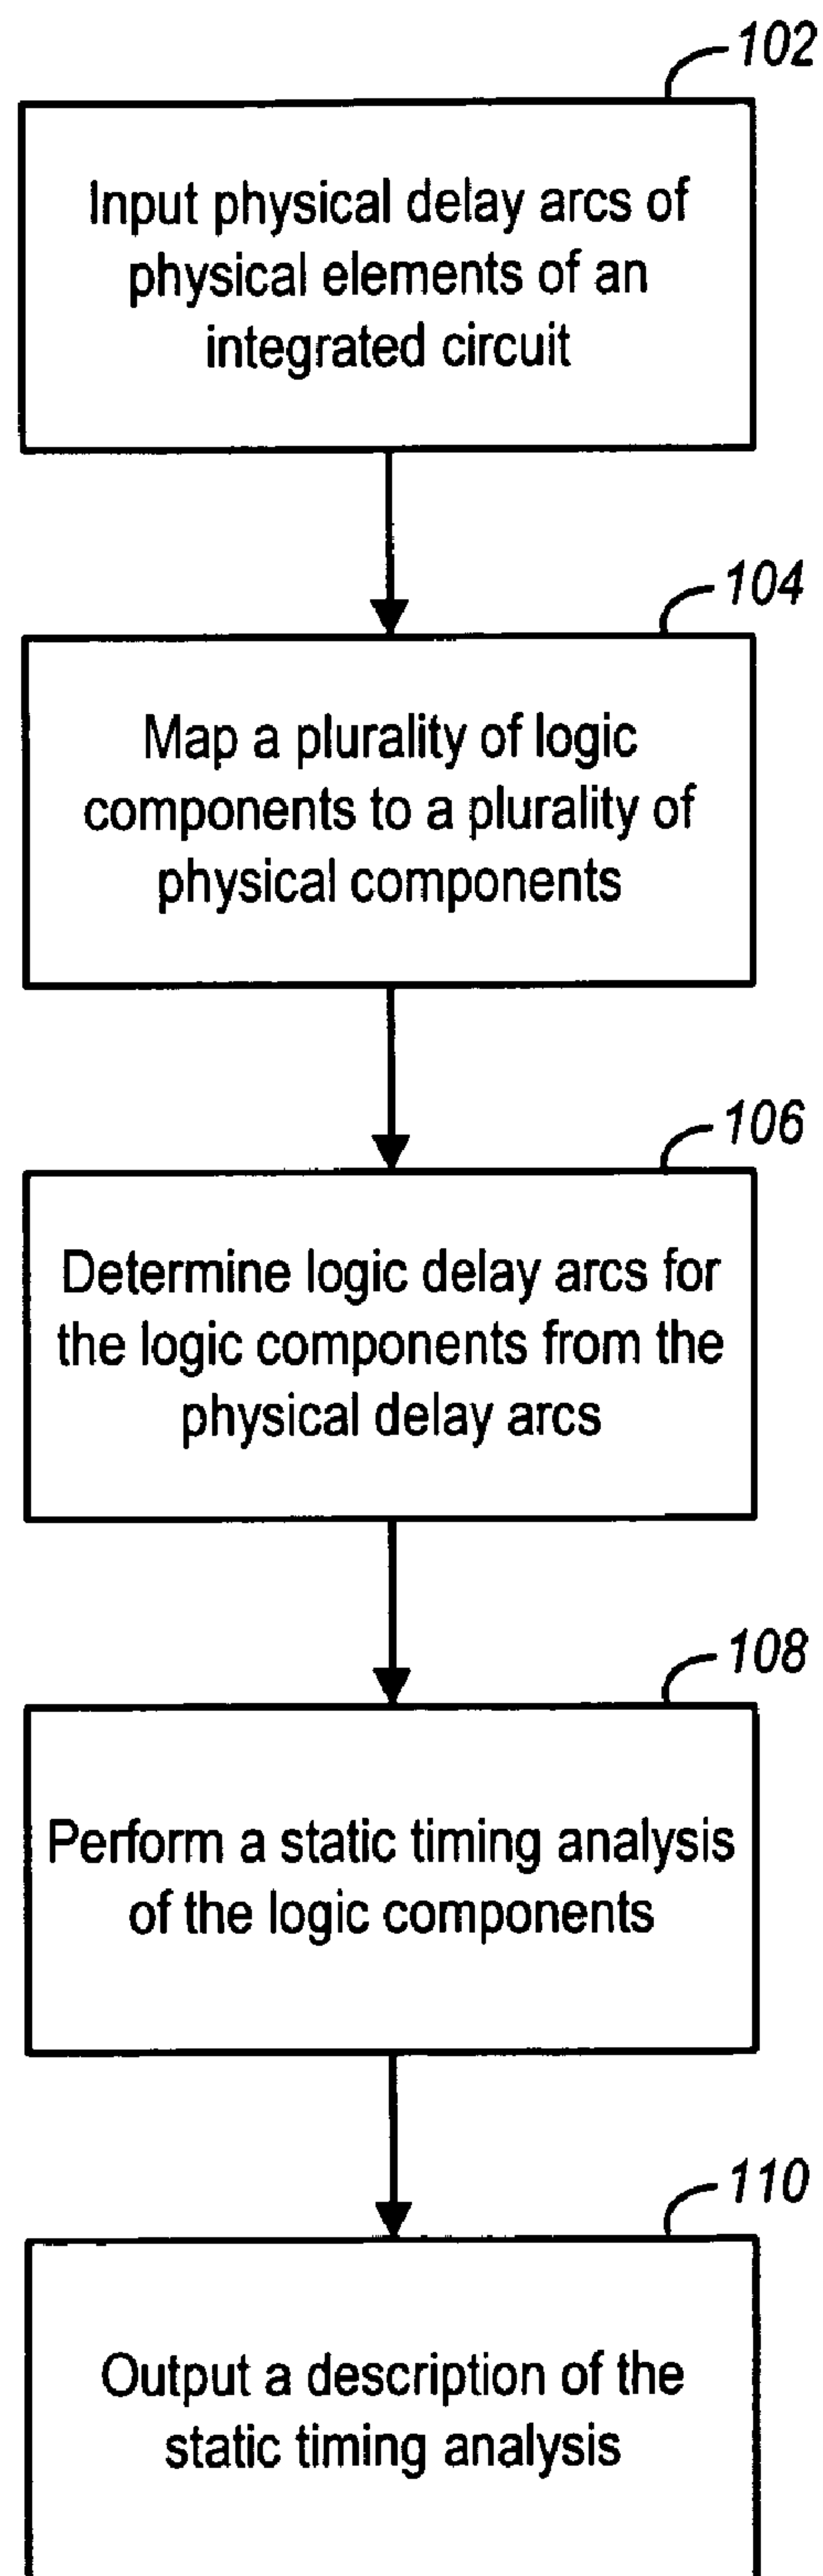 102
Input physical delay arcs of
physical elements of an
integrated circuit
104
Map a plurality of logic
components to a plurality of
physical components
106
Determine logic delay arcs for
the logic components from the
physical delay arcs
108
Perform a static timing analysis
of the logic components
110
Output a description of the
static timing analysis